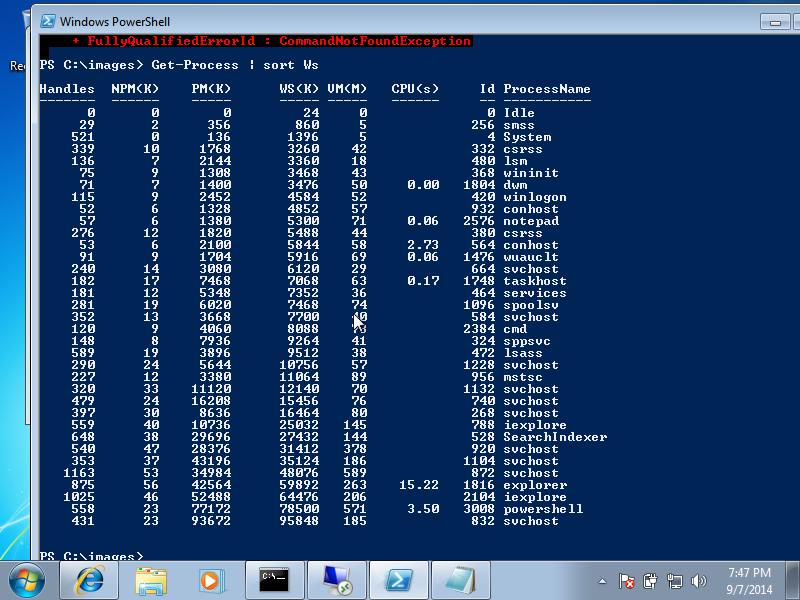 Windows PowerShell
+ FullyQualifiedErrorId : CommandNotFoundException
PS C:\images> Get-Process | sort Ws
Handles NPM(K) PM(K) WS(K) VM(M) CPU(s) Id ProcessName
------- ------ ----- ----- ----- ------ -- -----------
0 0 0 24 0 0 Idle
29 2 356 860 5 256 smss
521 0 136 1396 5 4 System
339 10 1768 3260 42 332 csrss
136 7 2144 3360 18 480 lsm
75 9 1308 3468 43 368 wininit
71 7 1400 3476 50 0.00 1804 dwm
115 9 2452 4584 52 420 winlogon
52 6 1328 4852 57 932 conhost
57 6 1380 5300 71 0.06 2576 notepad
276 12 1820 5488 44 380 csrss
53 6 2100 5844 58 2.73 564 conhost
91 9 1704 5916 69 0.06 1476 wuauclt
240 14 3080 6120 29 664 svchost
182 17 7468 7068 63 0.17 1748 taskhost
181 12 5348 7352 36 464 services
281 19 6020 7468 74 1096 spoolsv
352 13 3668 7700 584 svchost
120 9 4060 8088 2384 cmd
148 8 7936 9264 41 324 sppsvc
589 19 3896 9512 38 472 lsass
290 24 5644 10756 57 1228 svchost
227 12 3380 11064 89 956 mstsc
320 33 11120 12140 70 1132 svchost
479 24 16208 15456 76 740 svchost
397 30 8636 16464 80 268 svchost
559 40 10736 25032 145 788 iexplore
648 38 29696 27432 144 528 SearchIndexer
540 47 28376 31412 378 920 svchost
353 37 43196 35124 186 1104 svchost
1163 53 34984 48076 589 872 svchost
875 56 42564 59892 263 15.22 1816 explorer
1025 46 52488 64476 206 2104 iexplore
558 23 77172 78500 571 3.50 3008 powershell
431 23 93672 95848 185 832 svchost
PS C:\images>
7:47 PM
9/7/2014